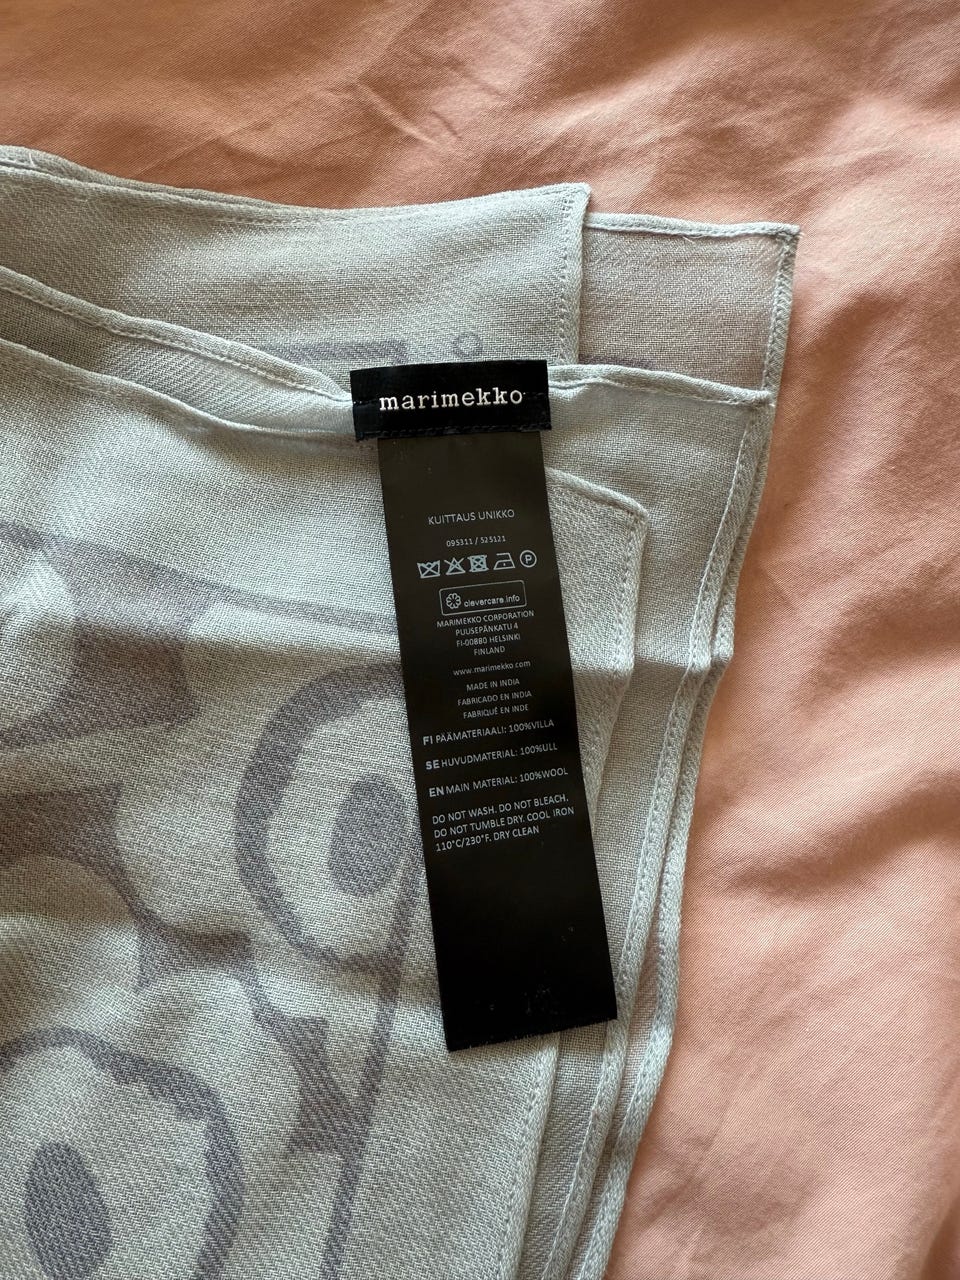 marimekko
KUITTAUS UNIKKO
095311 / 525121
P
clevercare.info
MARIMEKKO CORPORATION
PUUSEPÄNKATU 4
FI-00880 HELSINKI
FINLAND
www.marimekko.com
MADE IN INDIA
FABRICADO EN INDIA
FABRIQUÉ EN INDE
FI PÄÄMATERIAALI: 100%VILLA
SE HUVUDMATERIAL: 100%ULL
EN MAIN MATERIAL: 100%WOOL
DO NOT WASH. DO NOT BLEACH.
DO NOT TUMBLE DRY. COOL IRON
110°C/230°F. DRY CLEAN